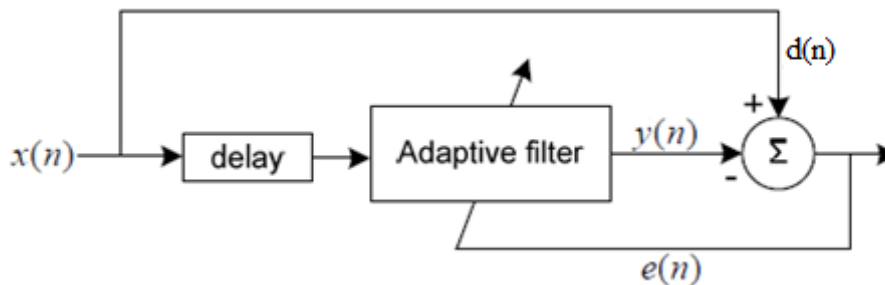 d(n)
+
x(n)
delay
Adaptive filter
y(n)
-
Σ
e(n)